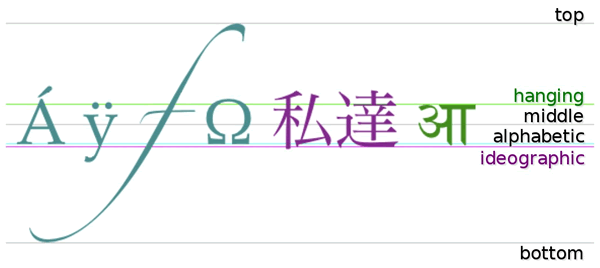 top
Á ÿ f Ω 私達 आ
hanging
middle
alphabetic
ideographic
bottom